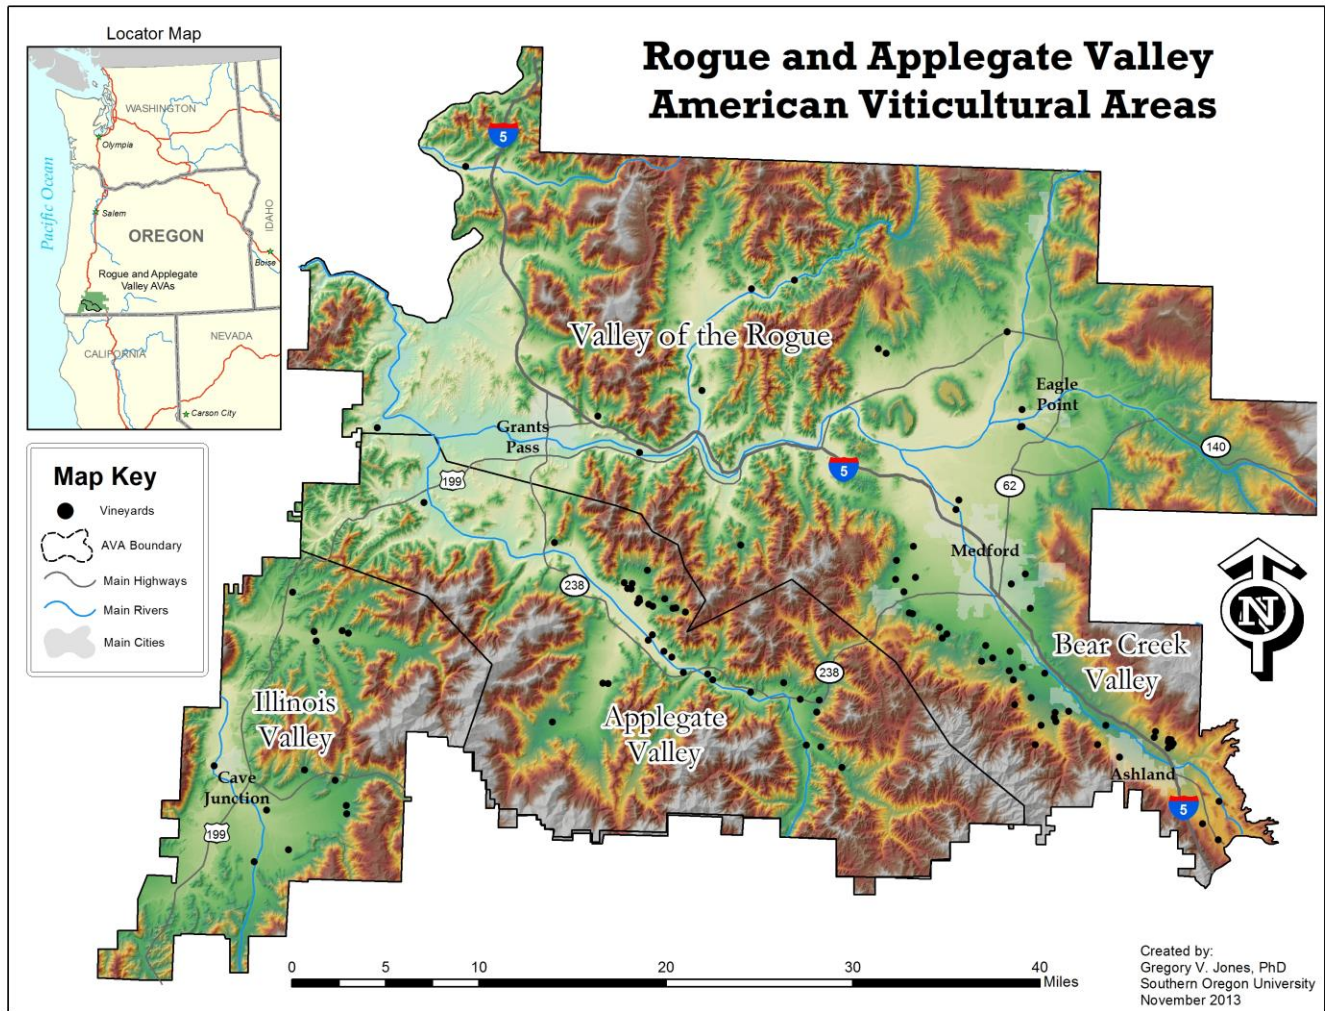 Locator Map
WASHINGTON
Olympia
Pacific Ocean
Salem
OREGON
IDAHO
Boise
Rogue and Applegate
Valley AVAs
NEVADA
CALIFORNIA
Carson City
Rogue and Applegate Valley
American Viticultural Areas
5
Valley of the Rogue
Eagle
Point
Grants
Pass
140
199
5
62
Medford
238
Bear Creek
Valley
238
Illinois
Valley
Applegate
Valley
Cave
Junction
Ashland
199
5
Map Key
Vineyards
AVA Boundary
Main Highways
Main Rivers
Main Cities
N
0 5 10 20 30 40
Miles
Created by:
Gregory V. Jones, PhD
Southern Oregon University
November 2013